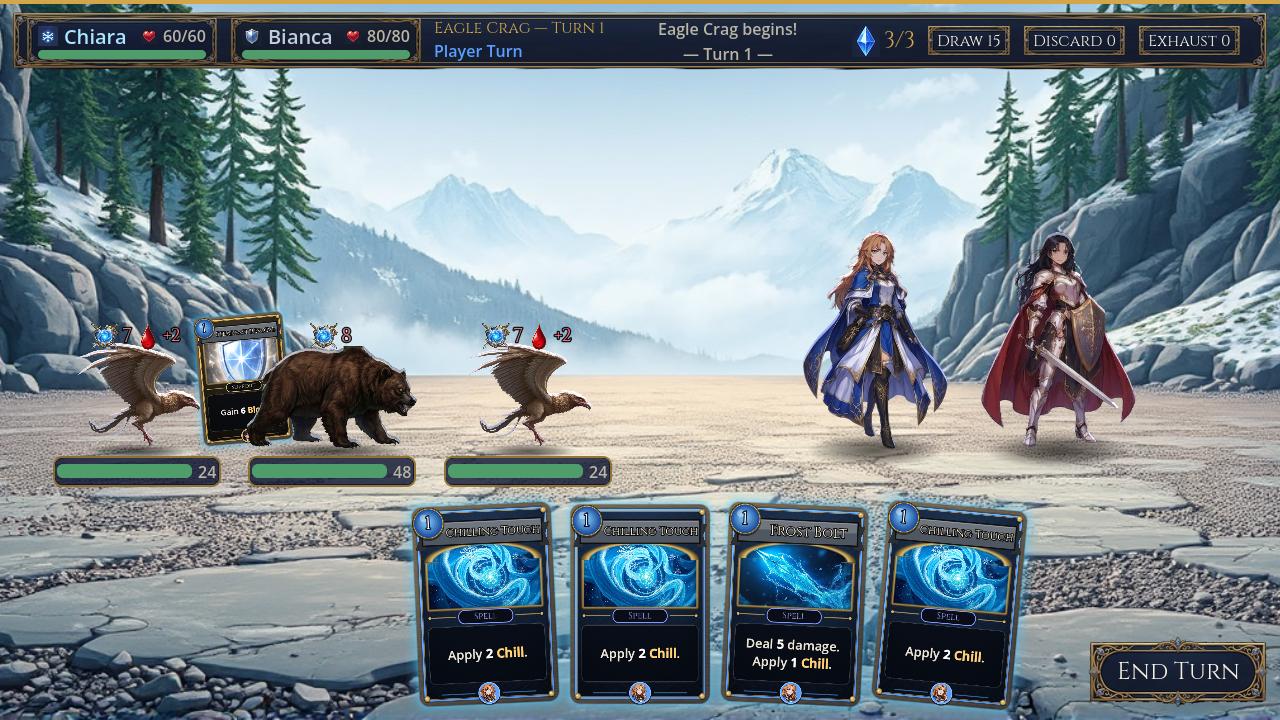 Chiara 60/60
Bianca 80/80
Eagle Crag — Turn 1
Player Turn
Eagle Crag begins!
— Turn 1 —
3/3
Draw 15
Discard 0
Exhaust 0
7 +2
8
7 +2
1
Support
Gain 6
24
48
24
1
Chilling Touch
Spell
Apply 2 Chill.
1
Chilling Touch
Spell
Apply 2 Chill.
1
Frost Bolt
Spell
Deal 5 damage.
Apply 1 Chill.
1
Chilling Touch
Spell
Apply 2 Chill.
End Turn